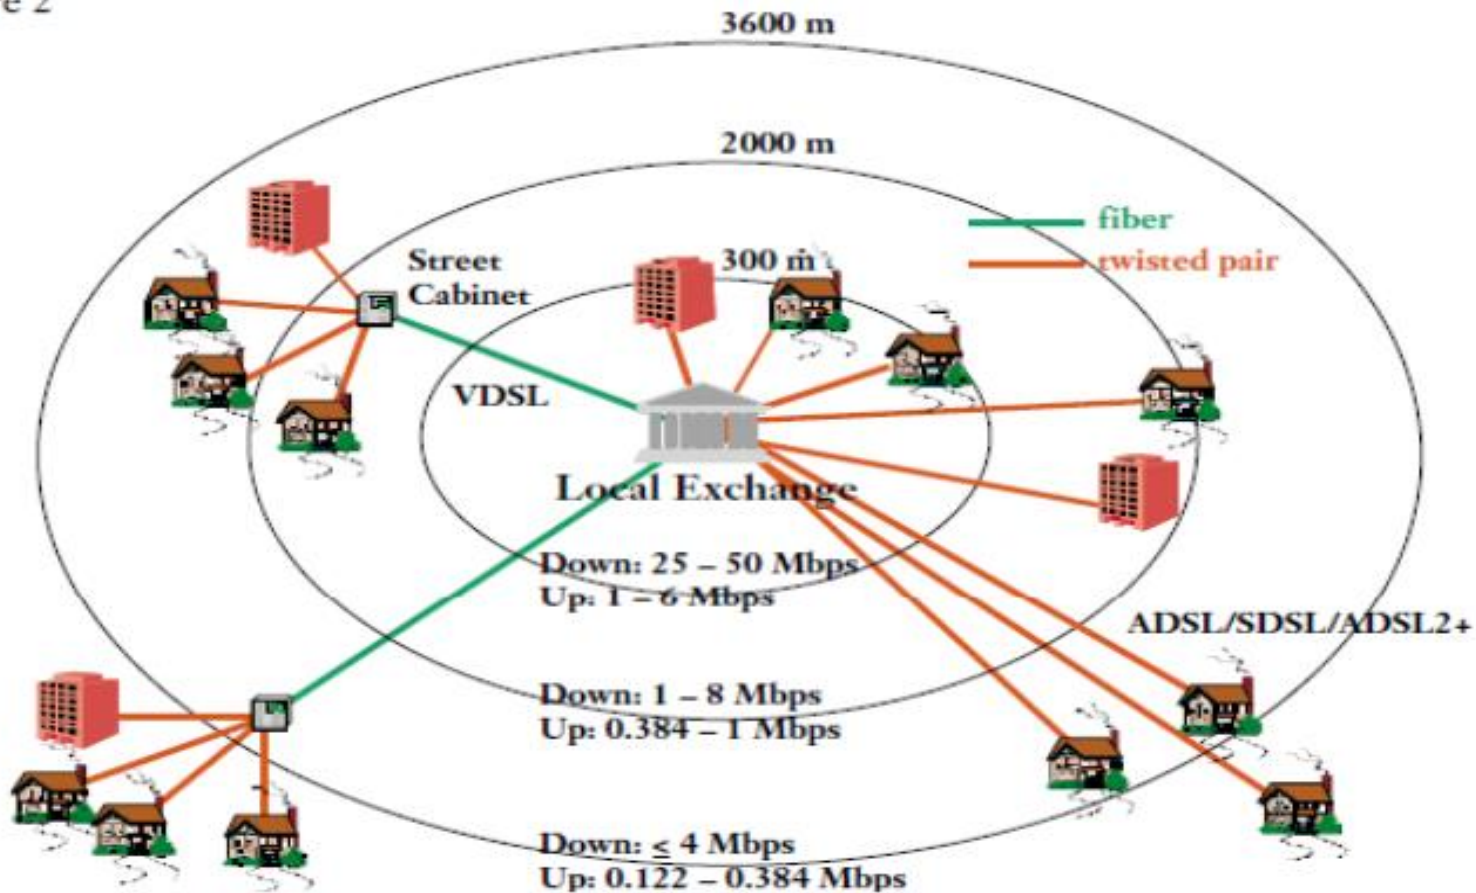 e 2
3600 m
2000 m
fiber
300 m
twisted pair
Street
Cabinet
VDSL
Local Exchange
Down: 25 – 50 Mbps
Up: 1 – 6 Mbps
ADSL/SDSL/ADSL2+
Down: 1 – 8 Mbps
Up: 0.384 – 1 Mbps
Down: ≤ 4 Mbps
Up: 0.122 – 0.384 Mbps